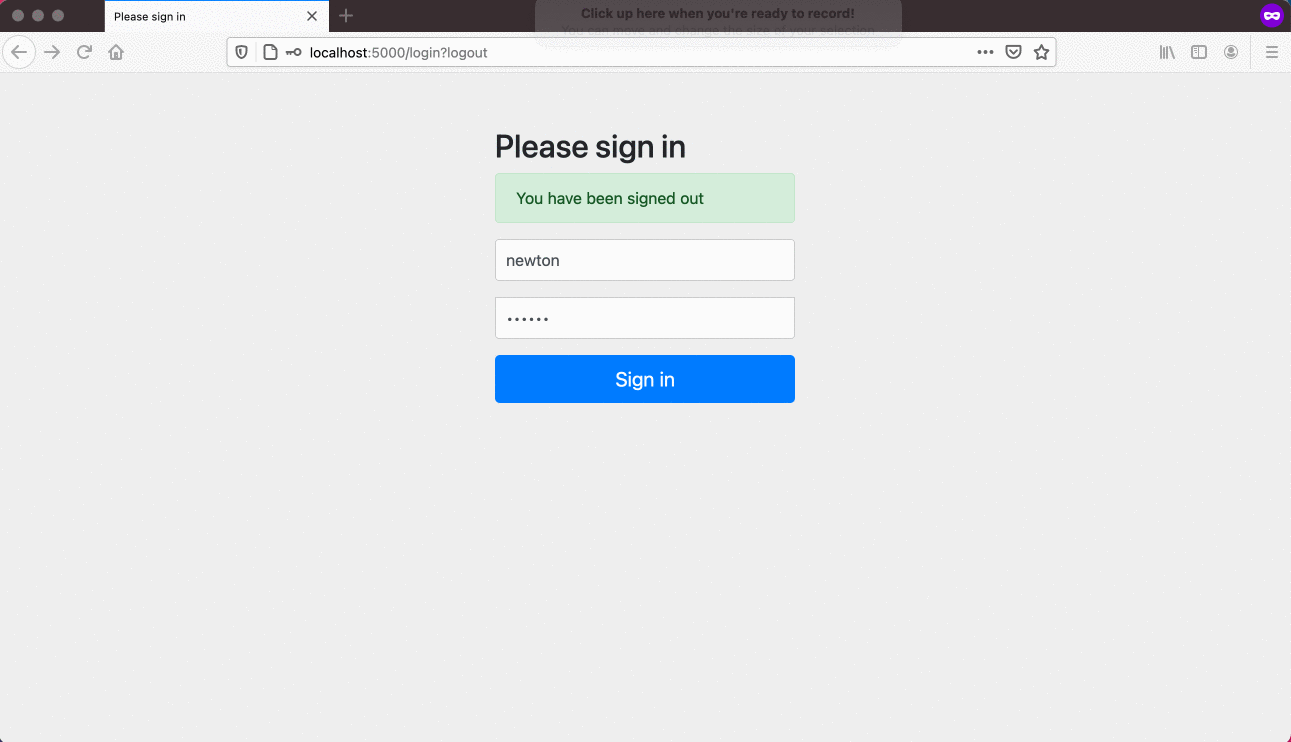 Please sign in
Click up here when you're ready to record!
You can move and change the size of your selection
localhost:5000/login?logout
Please sign in
You have been signed out
newton
••••••
Sign in